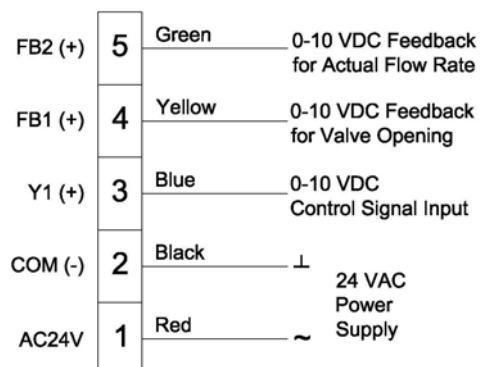 FB2 (+) 5 Green 0-10 VDC Feedback
for Actual Flow Rate
FB1 (+) 4 Yellow 0-10 VDC Feedback
for Valve Opening
Y1 (+) 3 Blue 0-10 VDC
Control Signal Input
COM (-) 2 Black ⊥
24 VAC
Power
Supply
AC24V 1 Red ~